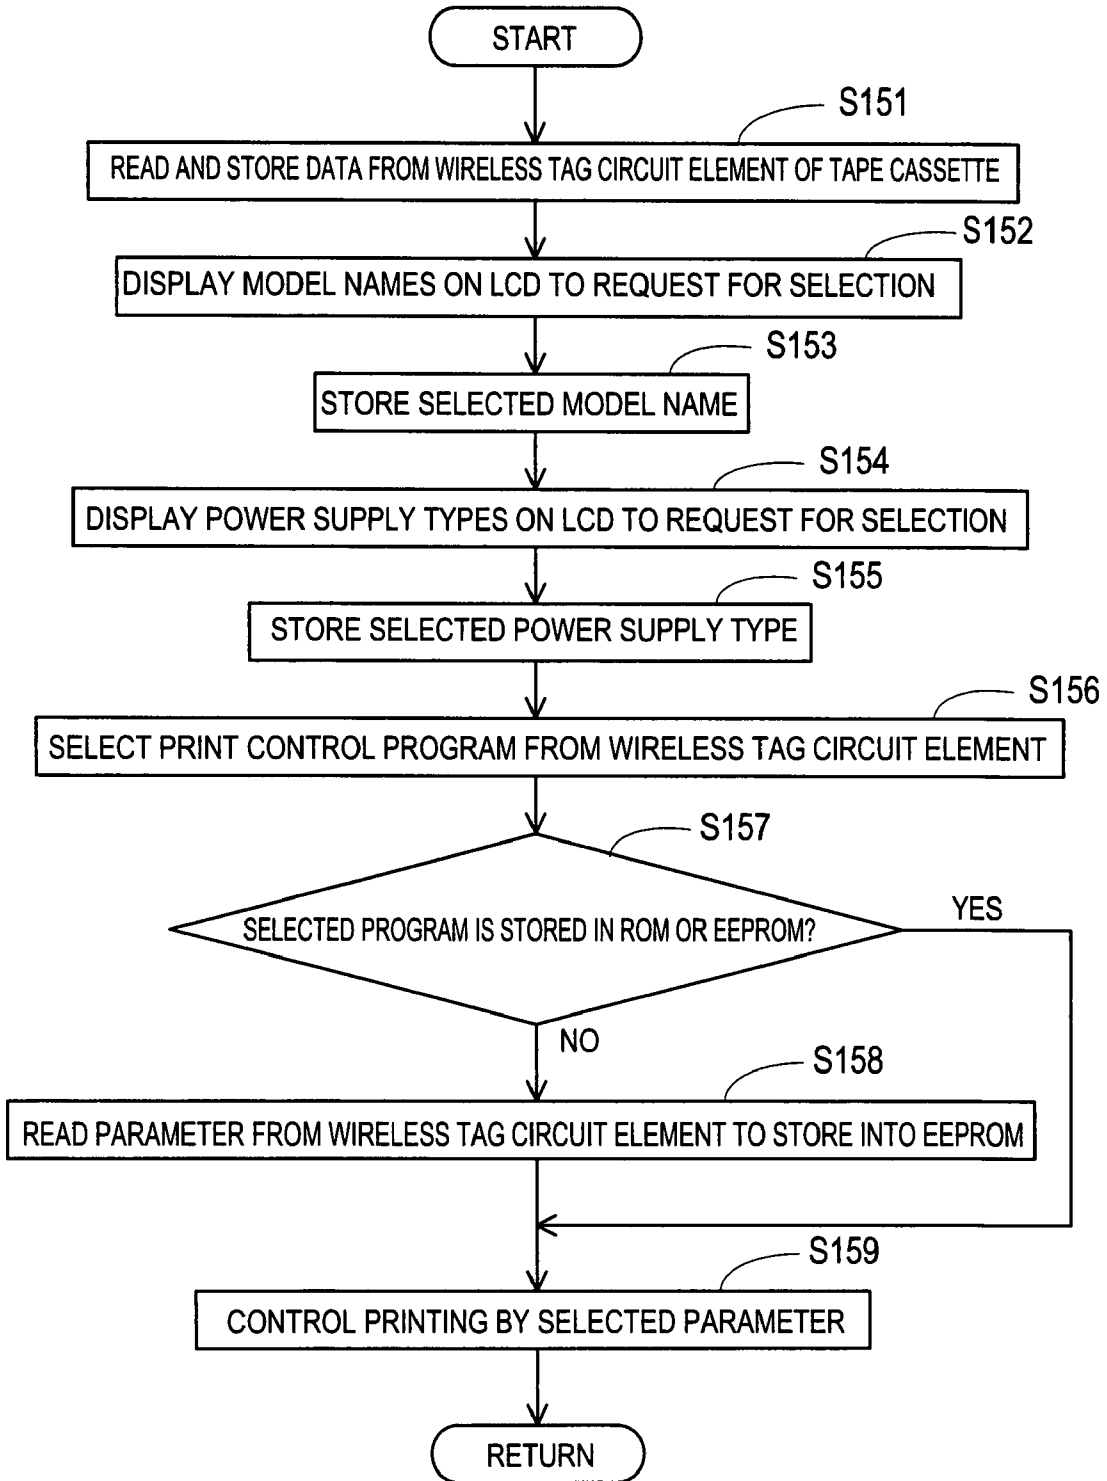 START
S151
READ AND STORE DATA FROM WIRELESS TAG CIRCUIT ELEMENT OF TAPE CASSETTE
S152
DISPLAY MODEL NAMES ON LCD TO REQUEST FOR SELECTION
S153
STORE SELECTED MODEL NAME
S154
DISPLAY POWER SUPPLY TYPES ON LCD TO REQUEST FOR SELECTION
S155
STORE SELECTED POWER SUPPLY TYPE
S156
SELECT PRINT CONTROL PROGRAM FROM WIRELESS TAG CIRCUIT ELEMENT
S157
SELECTED PROGRAM IS STORED IN ROM OR EEPROM?
YES
NO
S158
READ PARAMETER FROM WIRELESS TAG CIRCUIT ELEMENT TO STORE INTO EEPROM
S159
CONTROL PRINTING BY SELECTED PARAMETER
RETURN